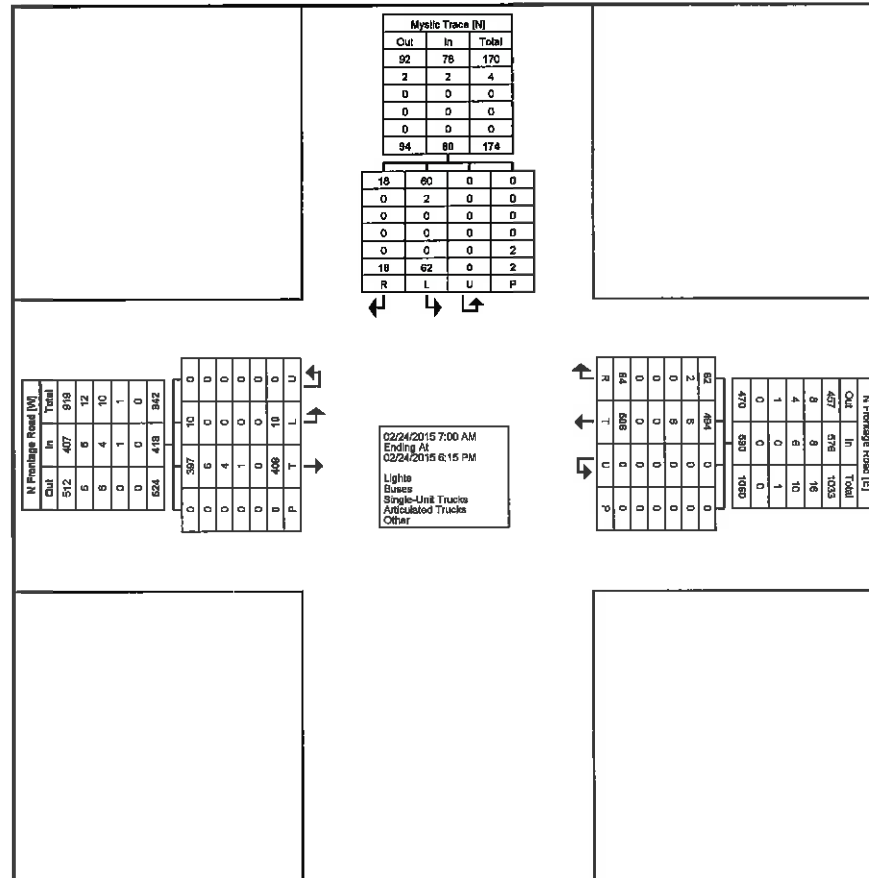 Mystic Trace [N]
Out In Total
92 78 170
2 2 4
0 0 0
0 0 0
0 0 0
94 80 174
18 60 0 0
0 2 0 0
0 0 0 0
0 0 0 0
0 0 0 2
18 62 0 2
R L U P
N Frontage Road [W]
Total 919 12 10 1 0 942
In 407 6 4 1 0 418
Out 512 6 6 0 0 524
0 0 0 0 0 0 U
10 0 0 0 0 10 L
397 6 4 1 0 408 T
0 0 0 0 0 0 P
02/24/2015 7:00 AM
Ending At
02/24/2015 6:15 PM
Lights
Buses
Single-Unit Trucks
Articulated Trucks
Other
R 64 0 0 0 2 62
T 506 0 0 6 6 494
U 0 0 0 0
P 0 0 0 0 0 0
N Frontage Road [E]
Out 457 8 4 1 0 470
In 576 8 6 0 0 590
Total 1033 16 10 1 0 1060